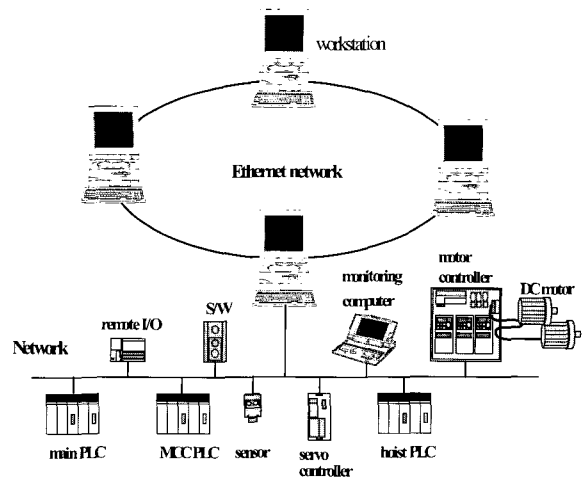 workstation
Ethernet network
motor
controller
monitoring
computer
DC motor
S/W
remote I/O
Network
main PLC
MCC PLC
sensor
servo
controller
hoist PLC